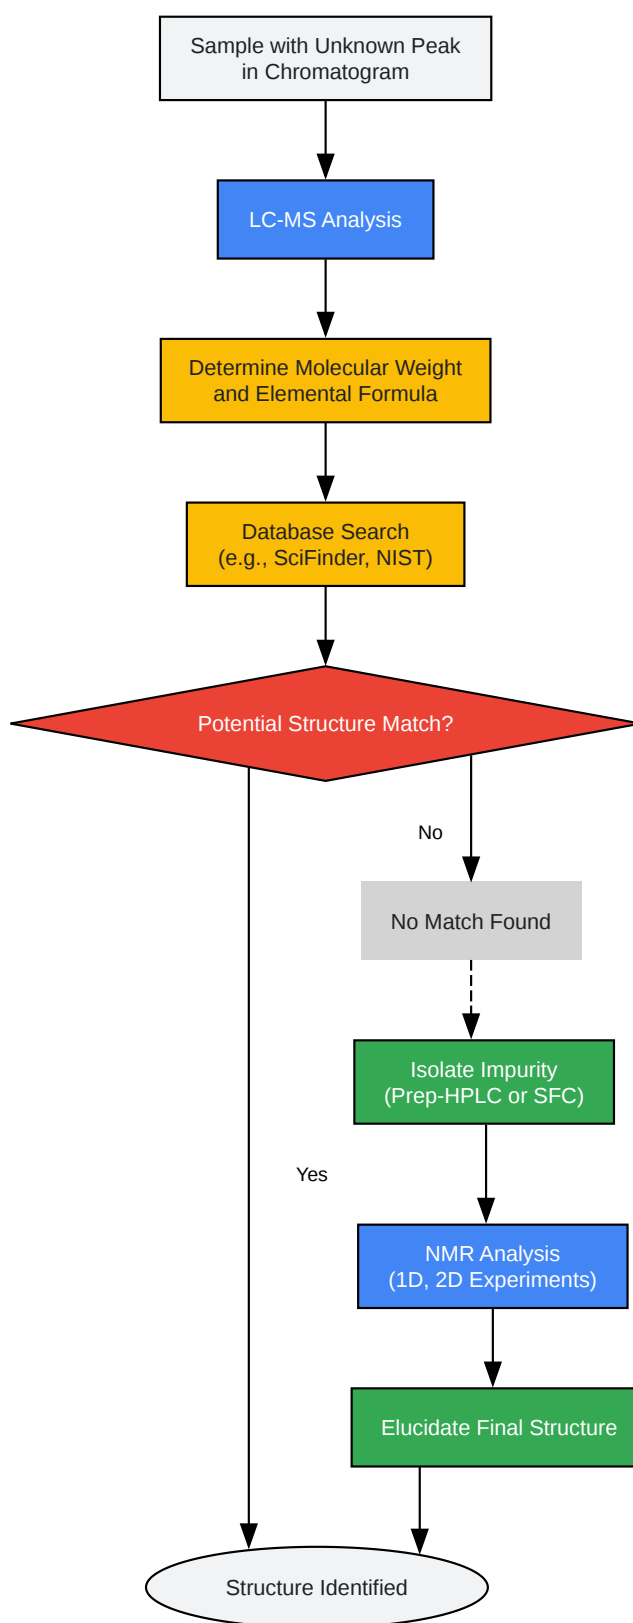 Sample with Unknown Peak
in Chromatogram
LC-MS Analysis
Determine Molecular Weight
and Elemental Formula
Database Search
(e.g., SciFinder, NIST)
Potential Structure Match?
No
No Match Found
Isolate Impurity
(Prep-HPLC or SFC)
Yes
NMR Analysis
(1D, 2D Experiments)
Elucidate Final Structure
Structure Identified